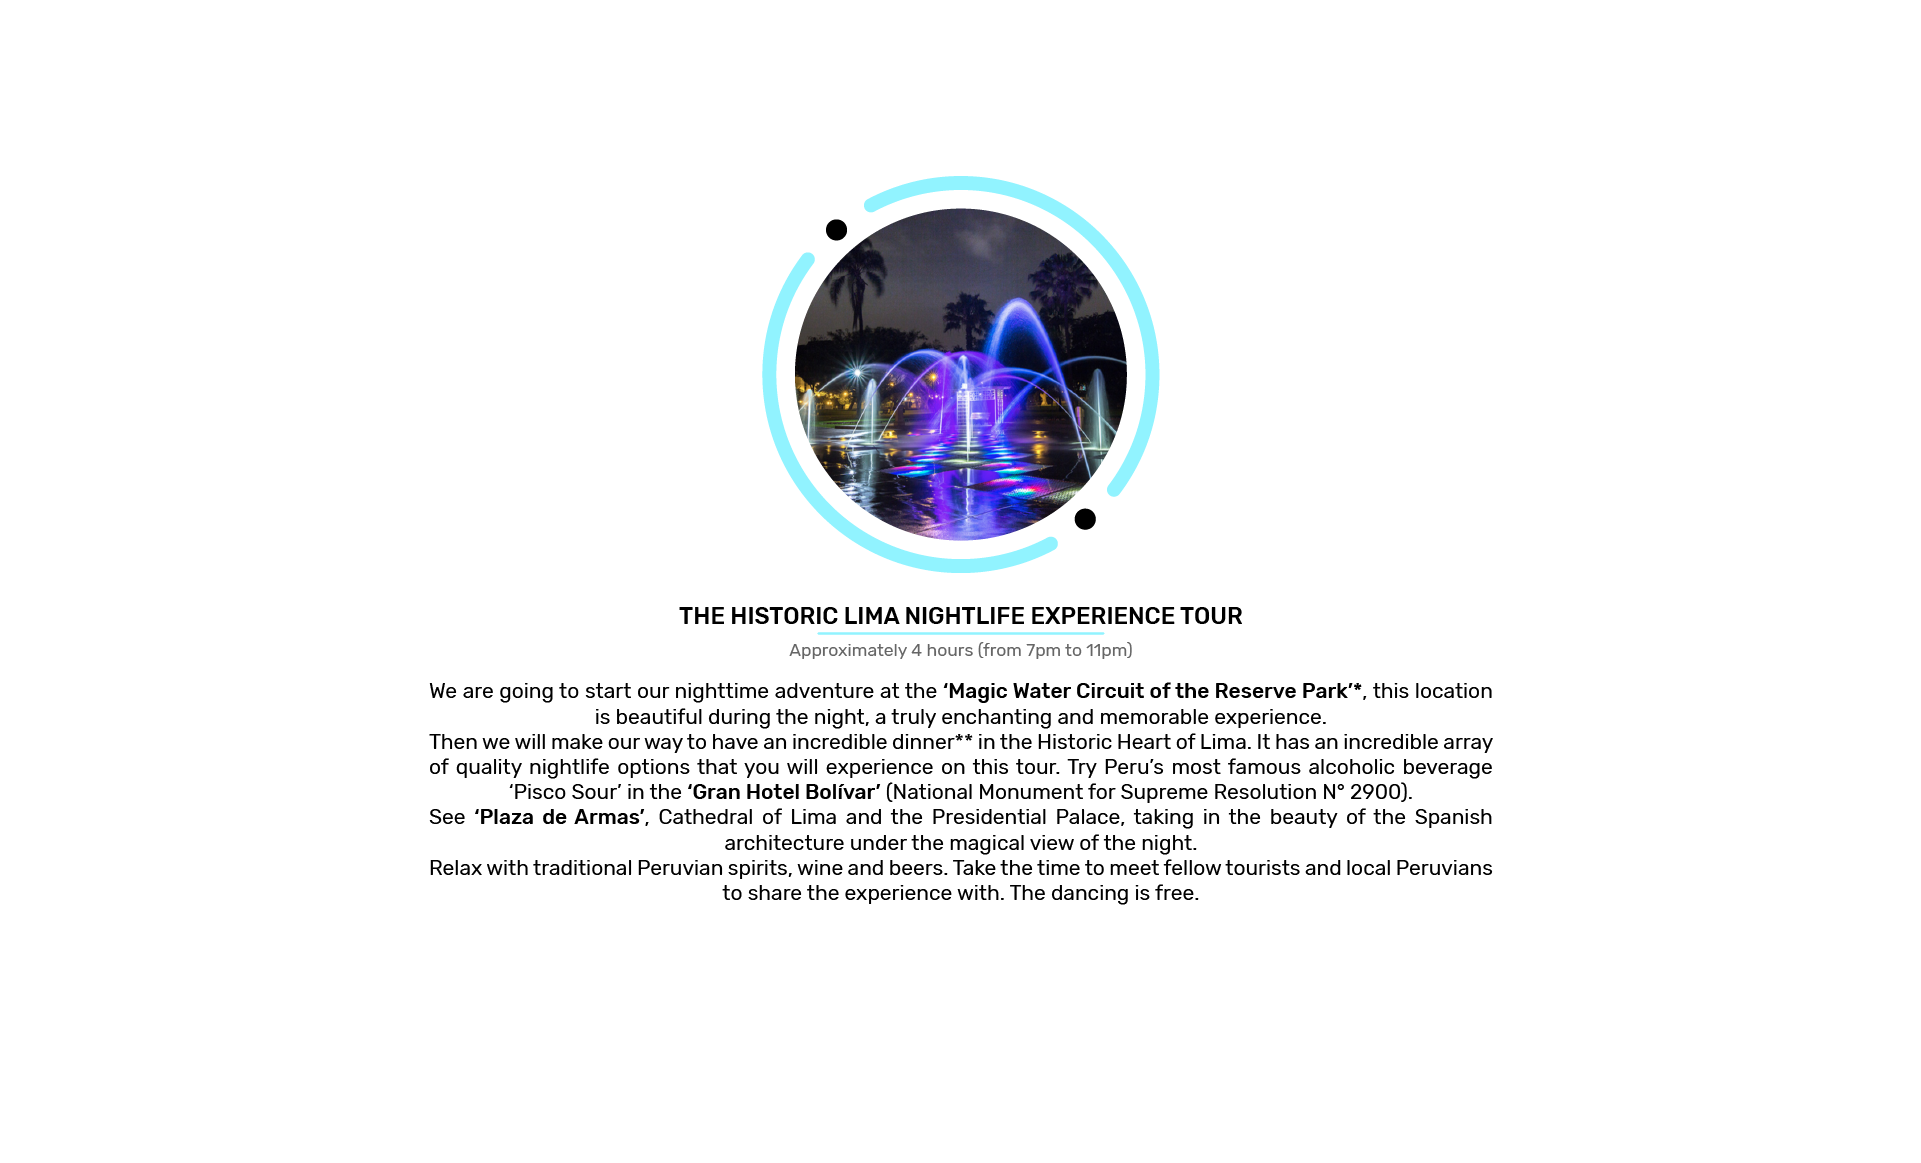 THE HISTORIC LIMA NIGHTLIFE EXPERIENCE TOUR
Approximately 4 hours (from 7pm to 11pm)
We are going to start our nighttime adventure at the ‘Magic Water Circuit of the Reserve Park’*, this location
is beautiful during the night, a truly enchanting and memorable experience.
Then we will make our way to have an incredible dinner** in the Historic Heart of Lima. It has an incredible array
of quality nightlife options that you will experience on this tour. Try Peru’s most famous alcoholic beverage
‘Pisco Sour’ in the ‘Gran Hotel Bolívar’ (National Monument for Supreme Resolution N° 2900).
See ‘Plaza de Armas’, Cathedral of Lima and the Presidential Palace, taking in the beauty of the Spanish
architecture under the magical view of the night.
Relax with traditional Peruvian spirits, wine and beers. Take the time to meet fellow tourists and local Peruvians
to share the experience with. The dancing is free.